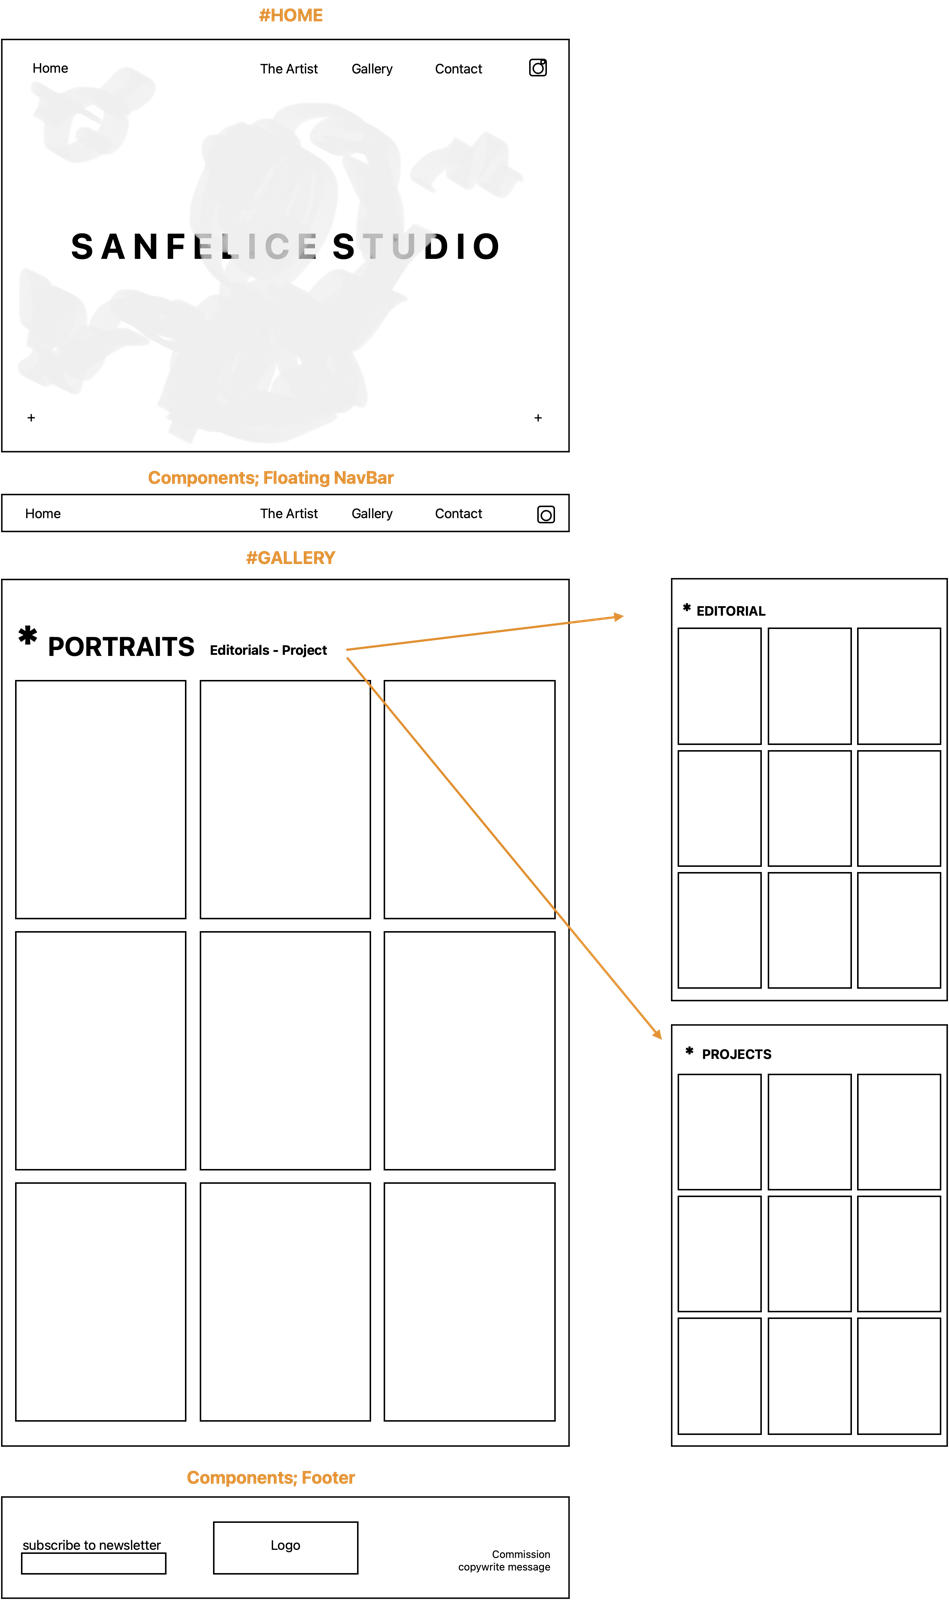 #HOME
Home The Artist Gallery Contact
SANFELICE STUDIO
+ +
Components; Floating NavBar
Home The Artist Gallery Contact
#GALLERY
* PORTRAITS Editorials - Project
* EDITORIAL
* PROJECTS
Components; Footer
subscribe to newsletter
Logo
Commission
copywrite message